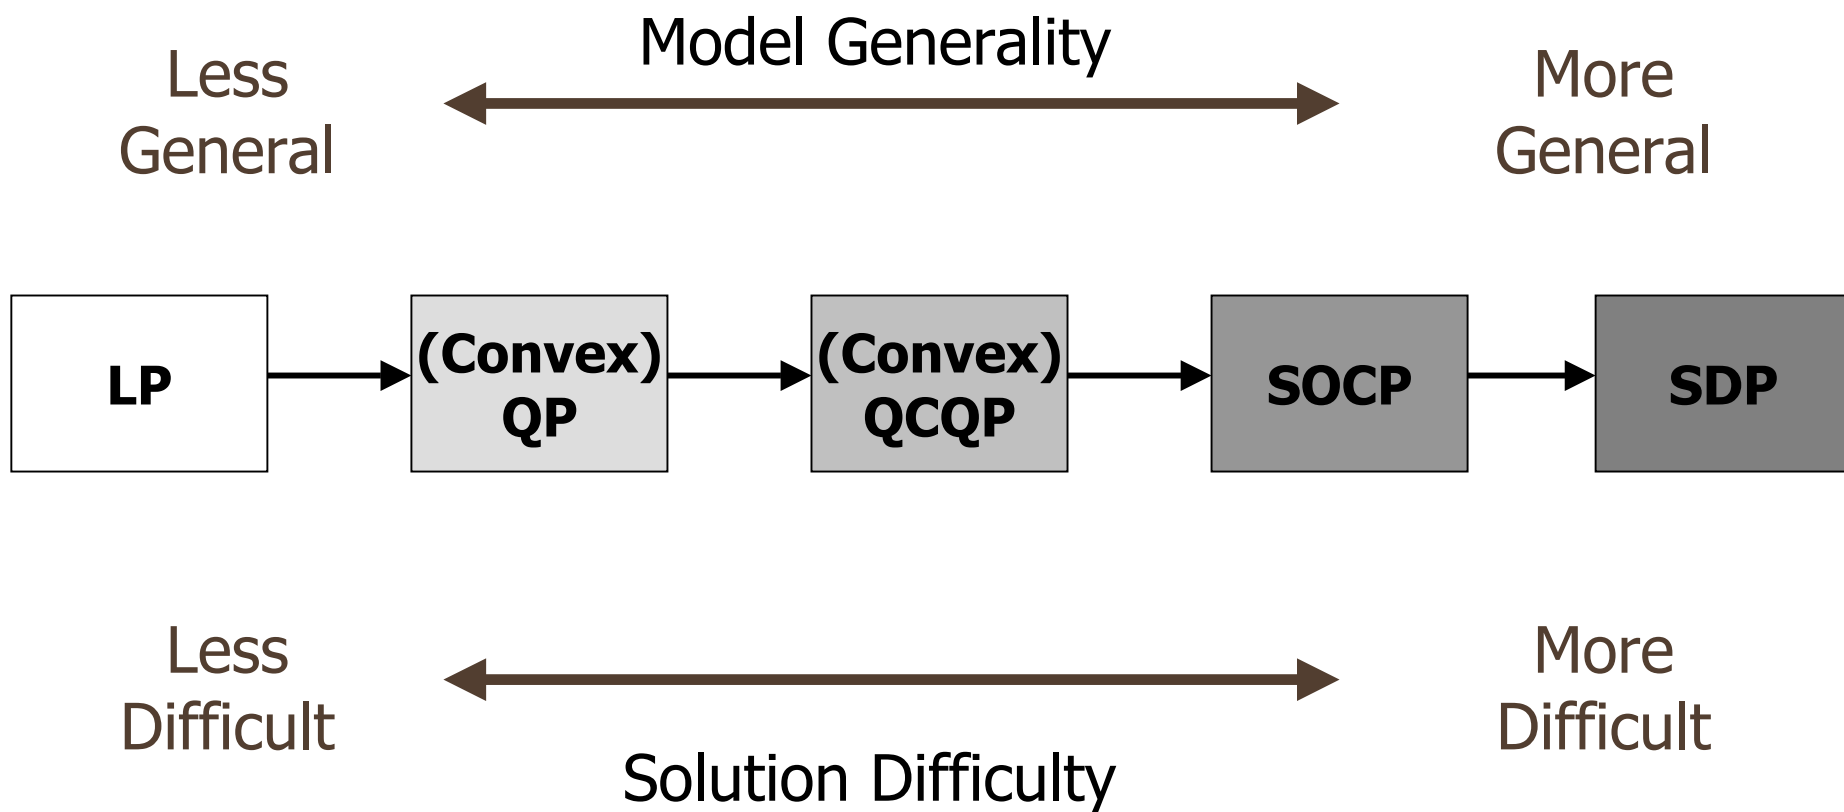 Model Generality
Less
General
More
General
LP
(Convex)
QP
(Convex)
QCQP
SOCP
SDP
Less
Difficult
More
Difficult
Solution Difficulty